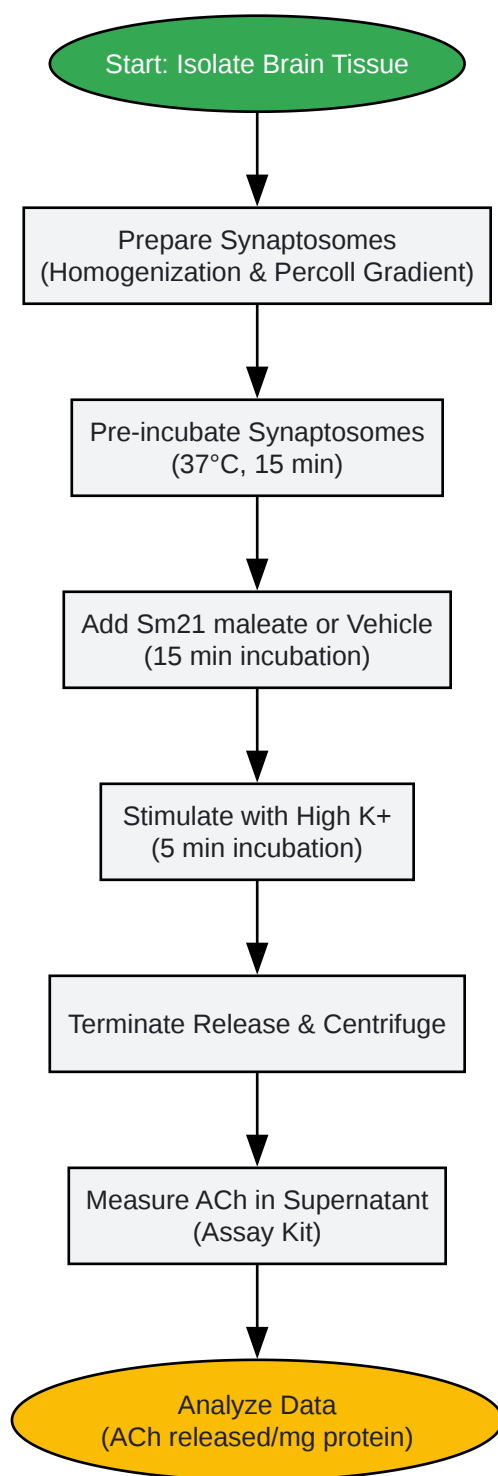 Start: Isolate Brain Tissue
Prepare Synaptosomes
(Homogenization & Percoll Gradient)
Pre-incubate Synaptosomes
(37°C, 15 min)
Add Sm21 maleate or Vehicle
(15 min incubation)
Stimulate with High K+
(5 min incubation)
Terminate Release & Centrifuge
Measure ACh in Supernatant
(Assay Kit)
Analyze Data
(ACh released/mg protein)